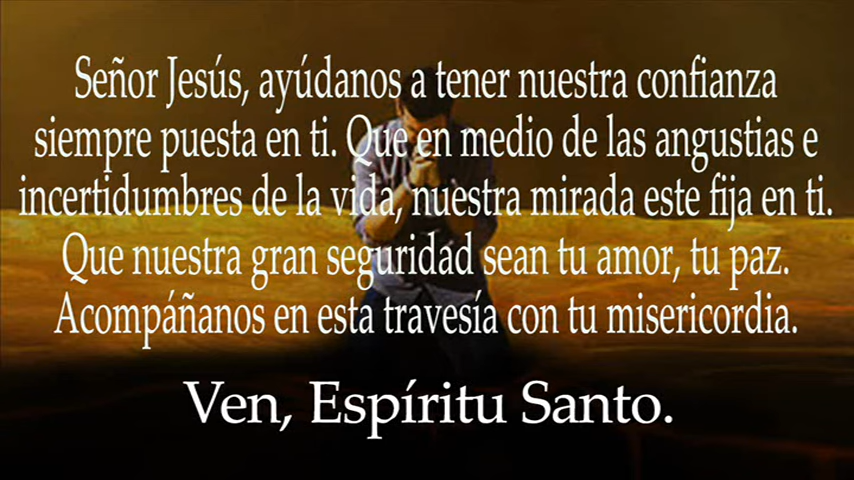 Señor Jesús, ayúdanos a tener nuestra confianza
siempre puesta en ti. Que en medio de las angustias e
incertidumbres de la vida, nuestra mirada este fija en ti.
Que nuestra gran seguridad sean tu amor, tu paz.
Acompáñanos en esta travesía con tu misericordia.
Ven, Espíritu Santo.